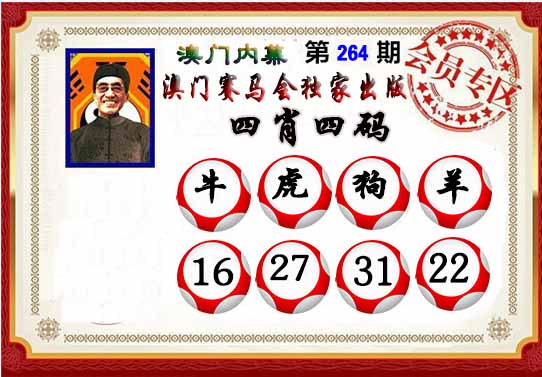 澳门内幕 第264期
会员专区
澳门赛马会独家出版
四肖四码
牛 虎 狗 羊
16 27 31 22